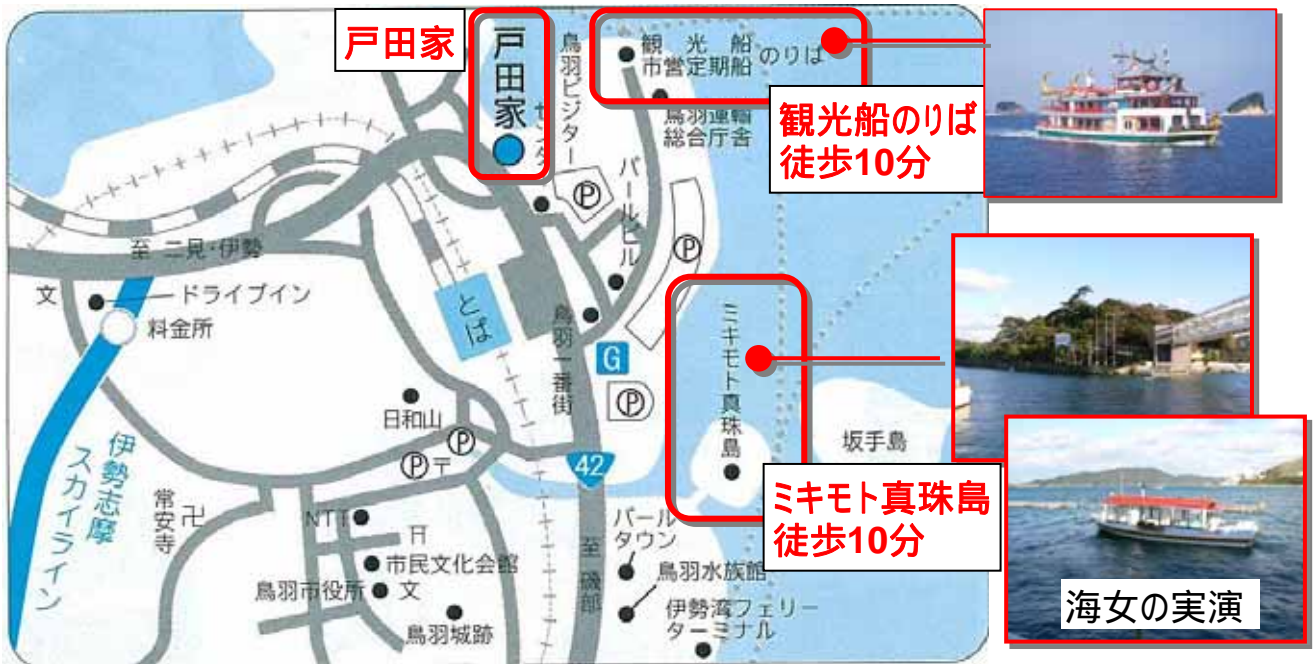 戸田家
戸田家
鳥羽ビジター
センター
観光船
市営定期船
のりば
鳥羽運輸
総合庁舎
観光船のりば
徒歩10分
パールビル
P
P
至 二見・伊勢
文
ドライブイン
料金所
とば
鳥羽一番街
G
P
ミキモト真珠島
日和山
P
P〒
坂手島
伊勢志摩
スカイライン
常安寺
卍
42
ミキモト真珠島
徒歩10分
NTT
市民文化会館
鳥羽市役所
文
鳥羽城跡
至 磯部
パール
タウン
鳥羽水族館
伊勢湾フェリー
ターミナル
海女の実演